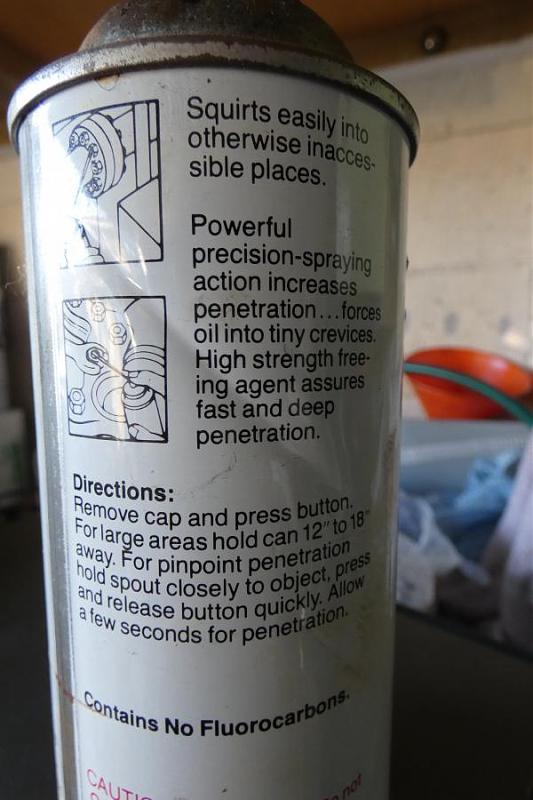 Squirts easily into
otherwise inacces-
sible places.
Powerful
precision-spraying
action increases
penetration...forces
oil into tiny crevices.
High strength free-
ing agent assures
fast and deep
penetration.
Directions:
Remove cap and press button.
For large areas hold can 12" to 18"
away. For pinpoint penetration
hold spout closely to object, press
and release button quickly. Allow
a few seconds for penetration.
Contains No Fluorocarbons.
not